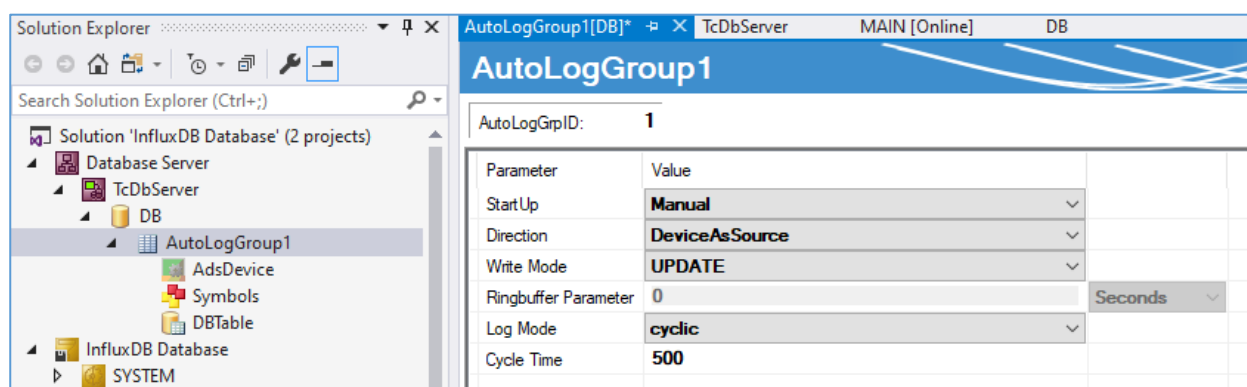 Solution Explorer
Search Solution Explorer (Ctrl+;)
Solution 'InfluxDB Database' (2 projects)
Database Server
TcDbServer
DB
AutoLogGroup1
AdsDevice
Symbols
DBTable
InfluxDB Database
SYSTEM
AutoLogGroup1[DB]* TcDbServer MAIN [Online] DB
AutoLogGroup1
AutoLogGrpID: 1
Parameter Value
StartUp Manual
Direction DeviceAsSource
Write Mode UPDATE
Ringbuffer Parameter 0 Seconds
Log Mode cyclic
Cycle Time 500